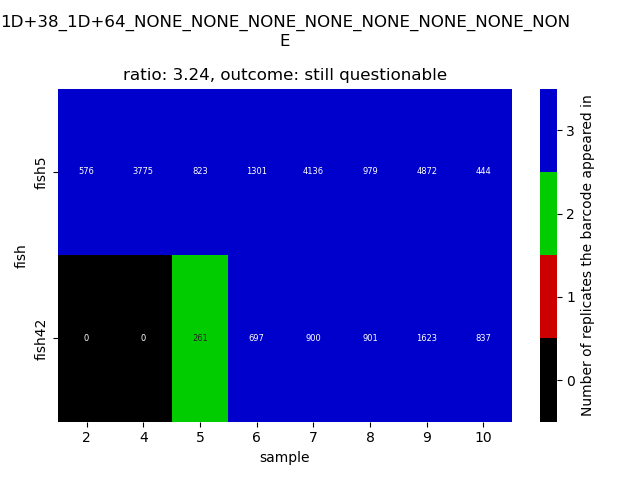 1D+38_1D+64_NONE_NONE_NONE_NONE_NONE_NONE_NONE_NON
E
ratio: 3.24, outcome: still questionable
fish
fish5
576 3775 823 1301 4136 979 4872 444
fish42
0 0 261 697 900 901 1623 837
2 4 5 6 7 8 9 10
sample
3
2
1
0
Number of replicates the barcode appeared in